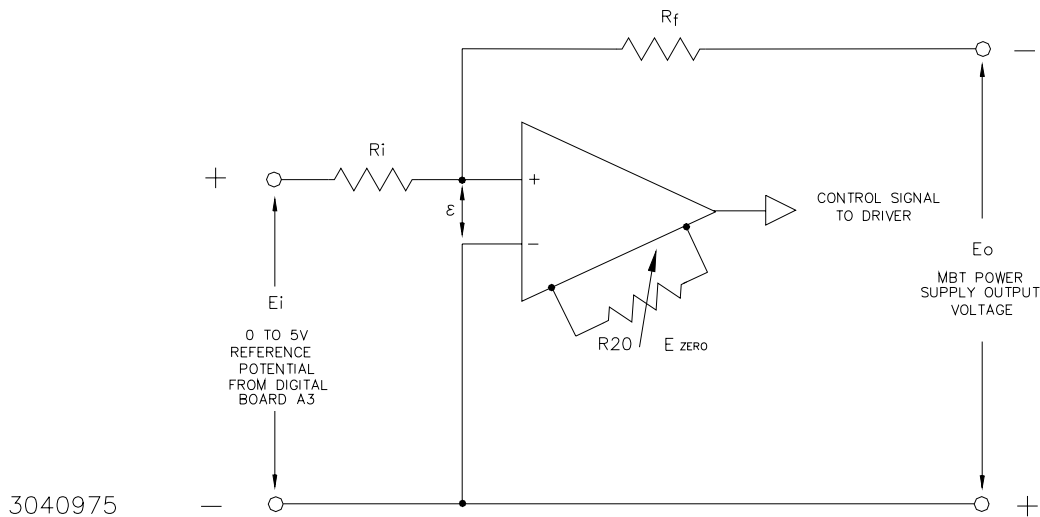 Rf
−
Ri
+
+
ε
−
CONTROL SIGNAL
TO DRIVER
Eo
MBT POWER
SUPPLY OUTPUT
VOLTAGE
Ei
0 TO 5V
REFERENCE
POTENTIAL
FROM DIGITAL
BOARD A3
R20
E ZERO
3040975
−
+